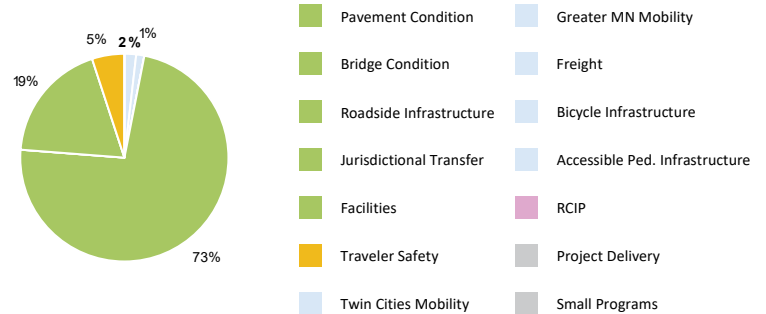 5% 2% 1%
19%
73%
Pavement Condition
Bridge Condition
Roadside Infrastructure
Jurisdictional Transfer
Facilities
Traveler Safety
Twin Cities Mobility
Greater MN Mobility
Freight
Bicycle Infrastructure
Accessible Ped. Infrastructure
RCIP
Project Delivery
Small Programs